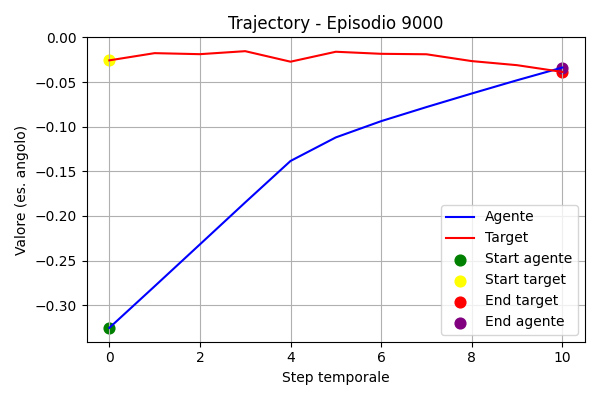 Trajectory - Episodio 9000
Valore (es. angolo)
0.00
−0.05
−0.10
−0.15
−0.20
−0.25
−0.30
0
2
4
6
8
10
Step temporale
Agente
Target
Start agente
Start target
End target
End agente